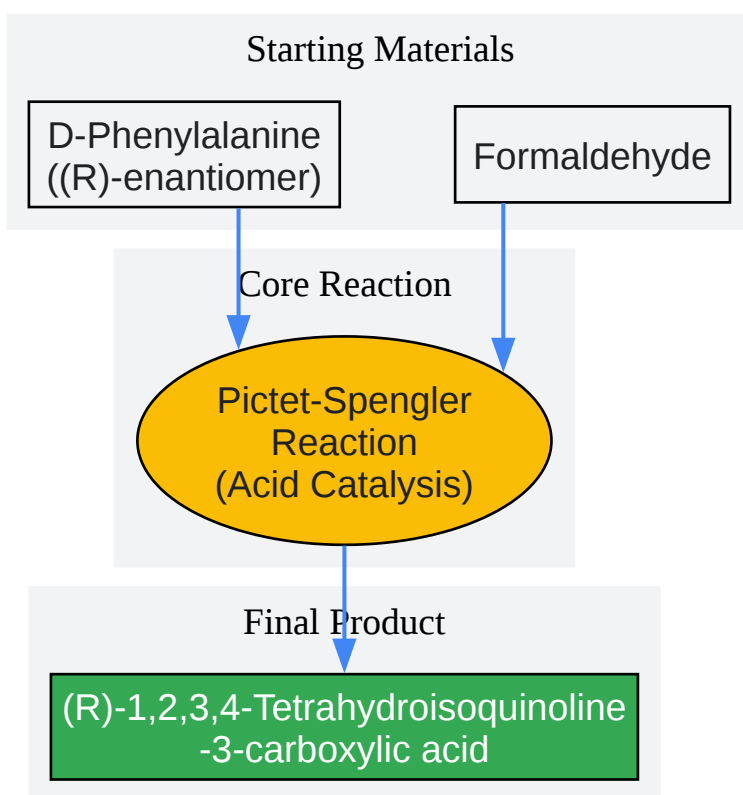 Starting Materials
D-Phenylalanine
((R)-enantiomer)
Formaldehyde
Core Reaction
Pictet-Spengler
Reaction
(Acid Catalysis)
Final Product
(R)-1,2,3,4-Tetrahydroisoquinoline
-3-carboxylic acid